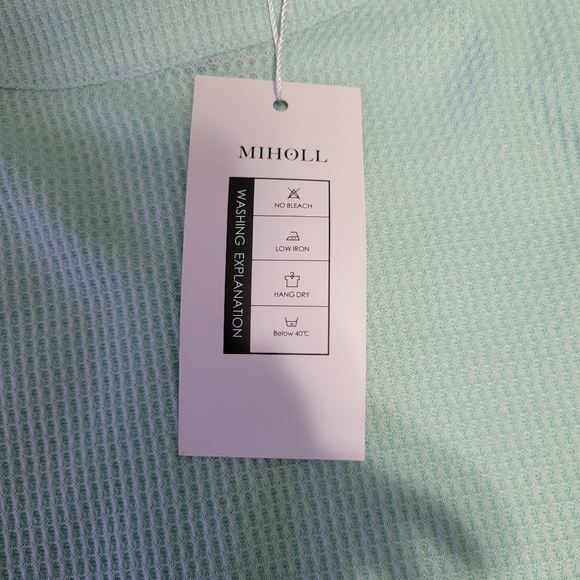 MIHOLL
WASHING EXPLANATION
NO BLEACH
LOW IRON
HANG DRY
Below 40℃